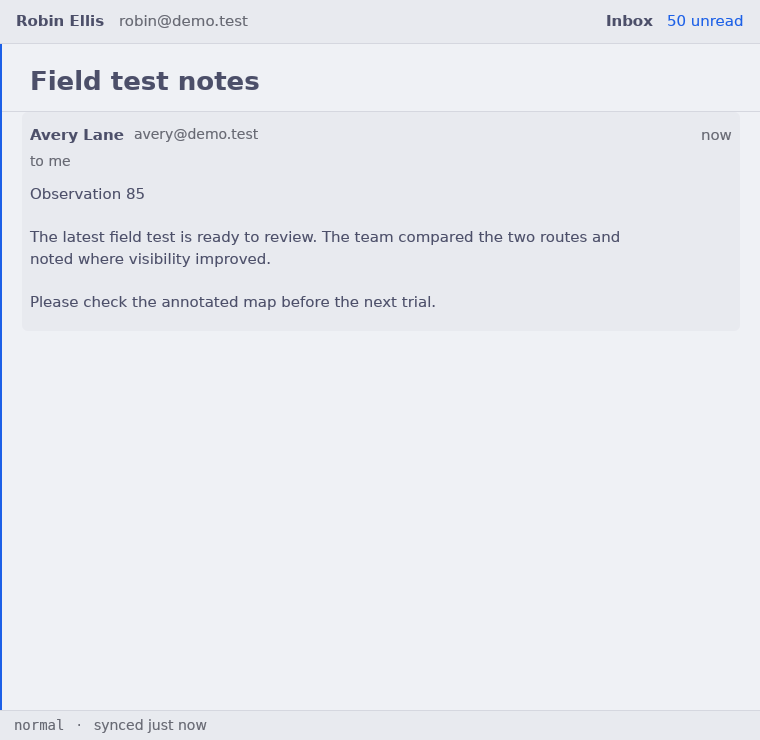 Robin Ellis robin@demo.test Inbox 50 unread
Field test notes
Avery Lane avery@demo.test now
to me
Observation 85
The latest field test is ready to review. The team compared the two routes and
noted where visibility improved.
Please check the annotated map before the next trial.
normal · synced just now